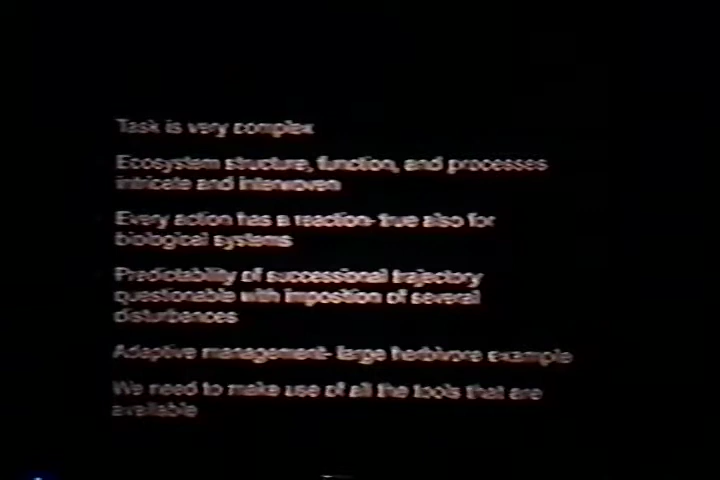 Task is very complex
Ecosystem structure, function, and processes
intricate and interwoven
Every action has a reaction- true also for
biological systems
Predictability of successional trajectory
questionable with imposition of several
disturbances
Adaptive management- large herbivore example
We need to make use of all the tools that are
available